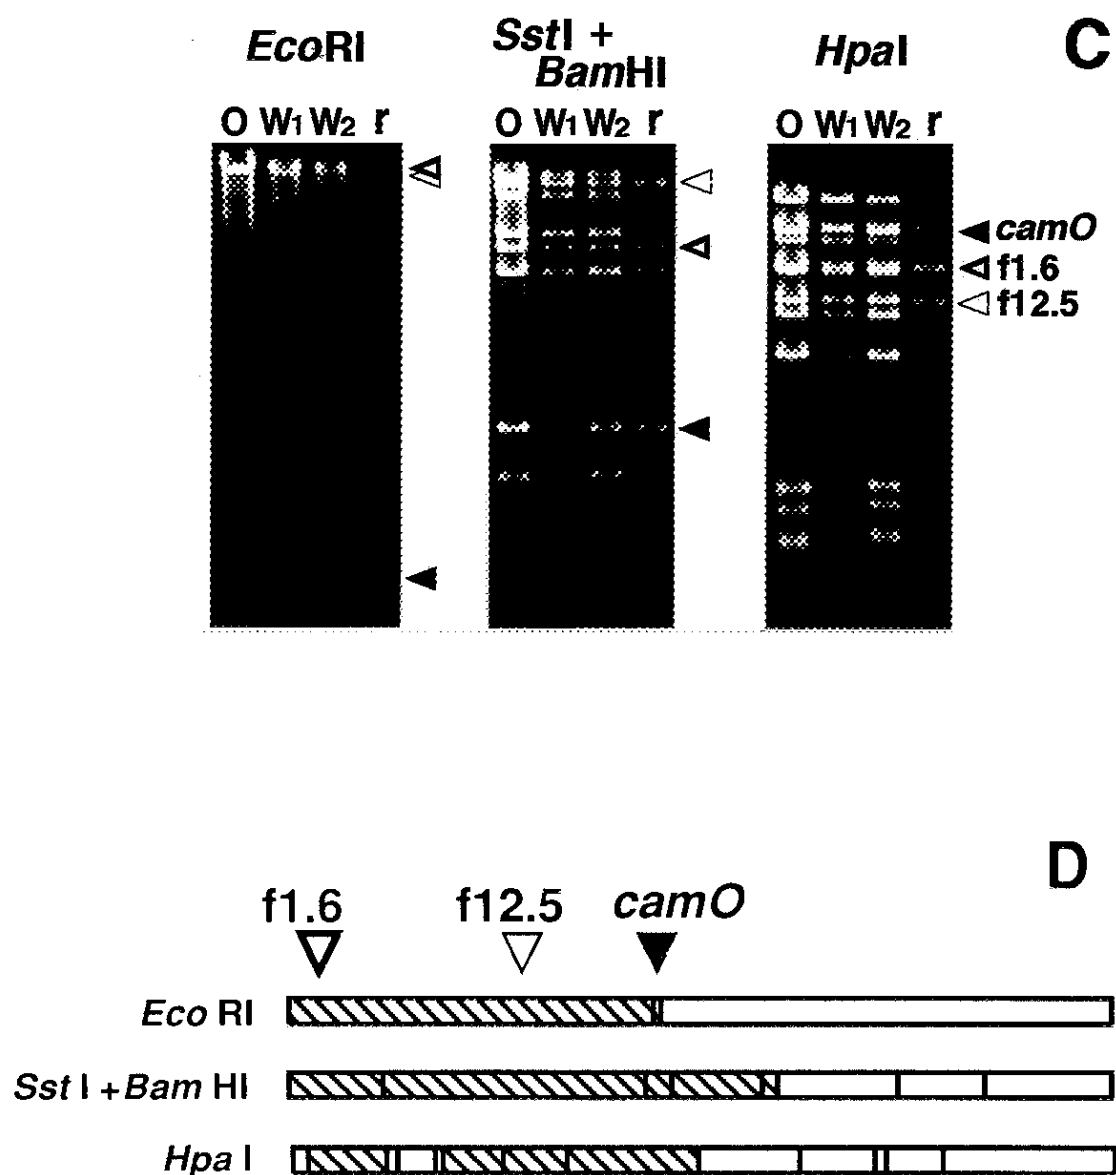 C
EcoRI
SstI +
BamHI
HpaI
O W1 W2 r
O W1 W2 r
O W1 W2 r
camO
f1.6
f12.5
D
f1.6
f12.5
camO
Eco RI
Sst I +Bam HI
Hpa I